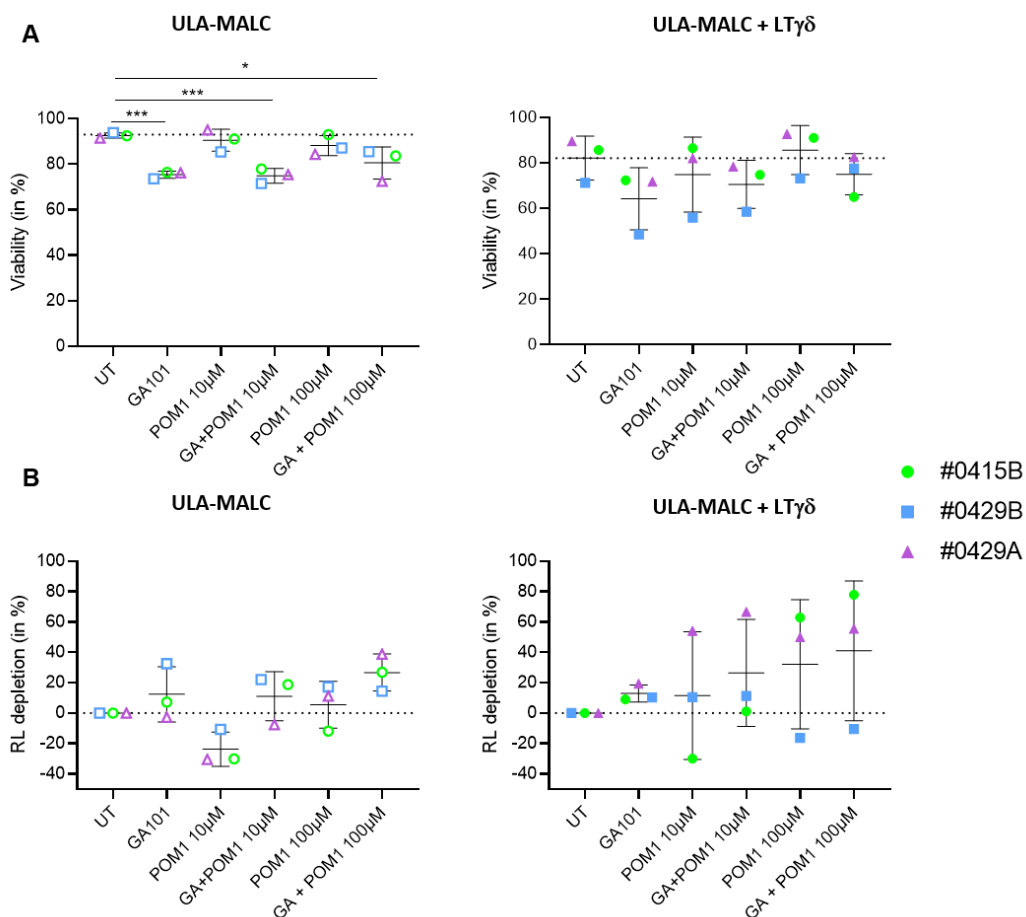 A
ULA-MALC
*
***
***
Viability (in %)
100
80
60
40
20
0
UT
GA101
POM1 10µM
GA+POM1 10µM
POM1 100µM
GA + POM1 100µM
ULA-MALC + LTγδ
Viability (in %)
100
80
60
40
20
0
UT
GA101
POM1 10µM
GA+POM1 10µM
POM1 100µM
GA + POM1 100µM
B
ULA-MALC
RL depletion (in %)
100
80
60
40
20
0
-20
-40
UT
GA101
POM1 10µM
GA+POM1 10µM
POM1 100µM
GA + POM1 100µM
ULA-MALC + LTγδ
RL depletion (in %)
100
80
60
40
20
0
-20
-40
UT
GA101
POM1 10µM
GA+POM1 10µM
POM1 100µM
GA + POM1 100µM
#0415B
#0429B
#0429A